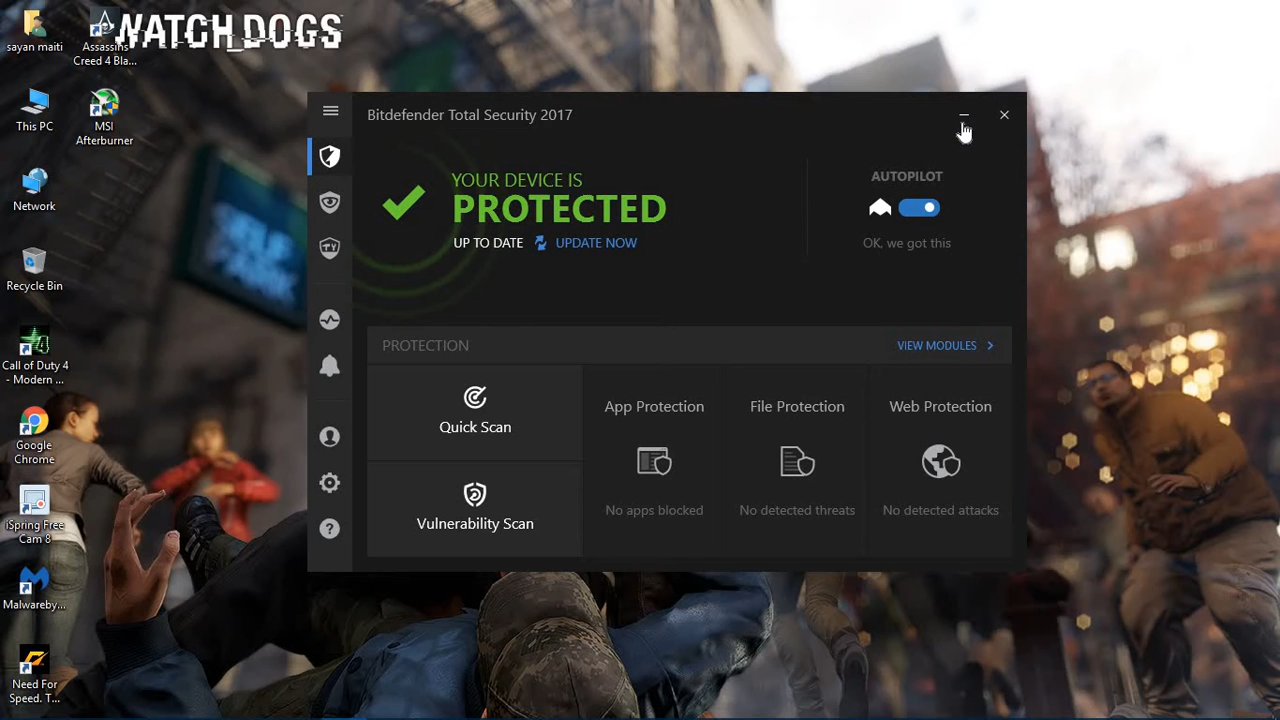 WATCH_DOGS
sayan maiti
Assassins
Creed 4 Bla...
This PC
MSI
Afterburner
Network
Recycle Bin
Call of Duty 4
- Modern ...
Google
Chrome
iSpring Free
Cam 8
Malwareby...
Need For
Speed. T...
Bitdefender Total Security 2017
YOUR DEVICE IS
PROTECTED
UP TO DATE UPDATE NOW
AUTOPILOT
OK, we got this
PROTECTION
VIEW MODULES >
Quick Scan
Vulnerability Scan
App Protection
No apps blocked
File Protection
No detected threats
Web Protection
No detected attacks